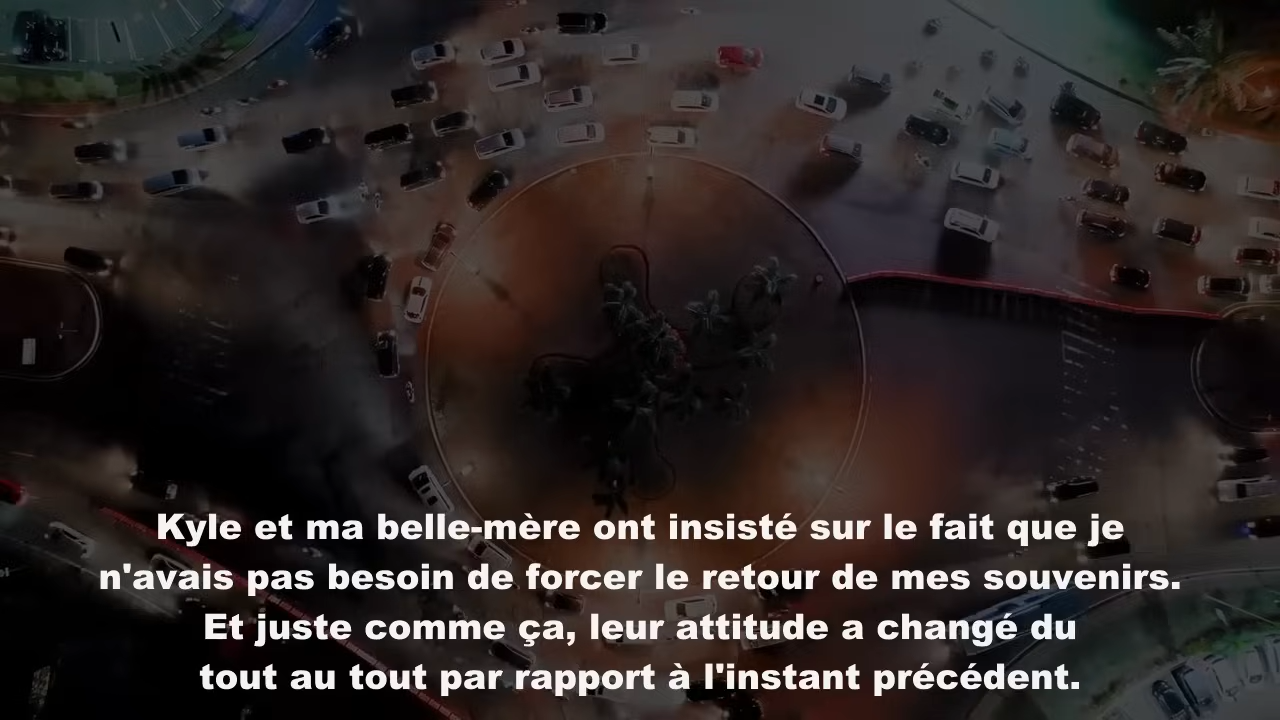 Kyle et ma belle-mère ont insisté sur le fait que je
n'avais pas besoin de forcer le retour de mes souvenirs.
Et juste comme ça, leur attitude a changé du
tout au tout par rapport à l'instant précédent.